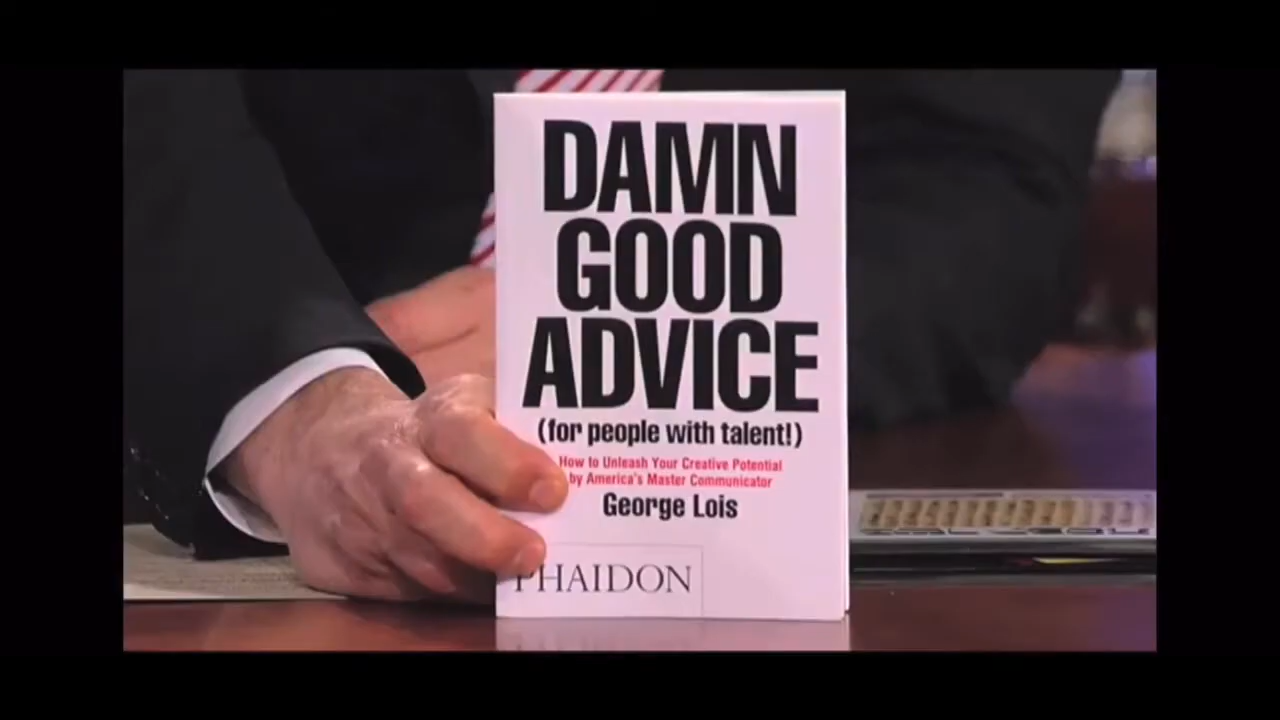 DAMN
GOOD
ADVICE
(for people with talent!)
How to Unleash Your Creative Potential
by America's Master Communicator
George Lois
PHAIDON